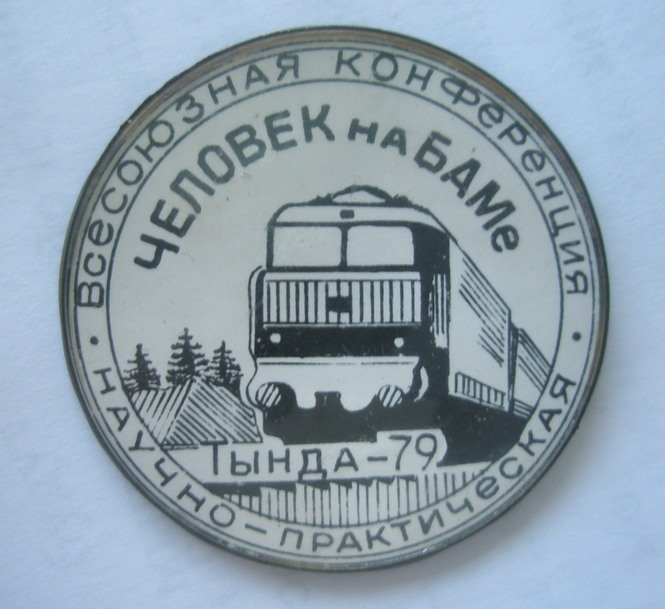 ВСЕСОЮЗНАЯ КОНФЕРЕНЦИЯ
НАУЧНО-ПРАКТИЧЕСКАЯ
ЧЕЛОВЕК НА БАМе
ТЫНДА-79